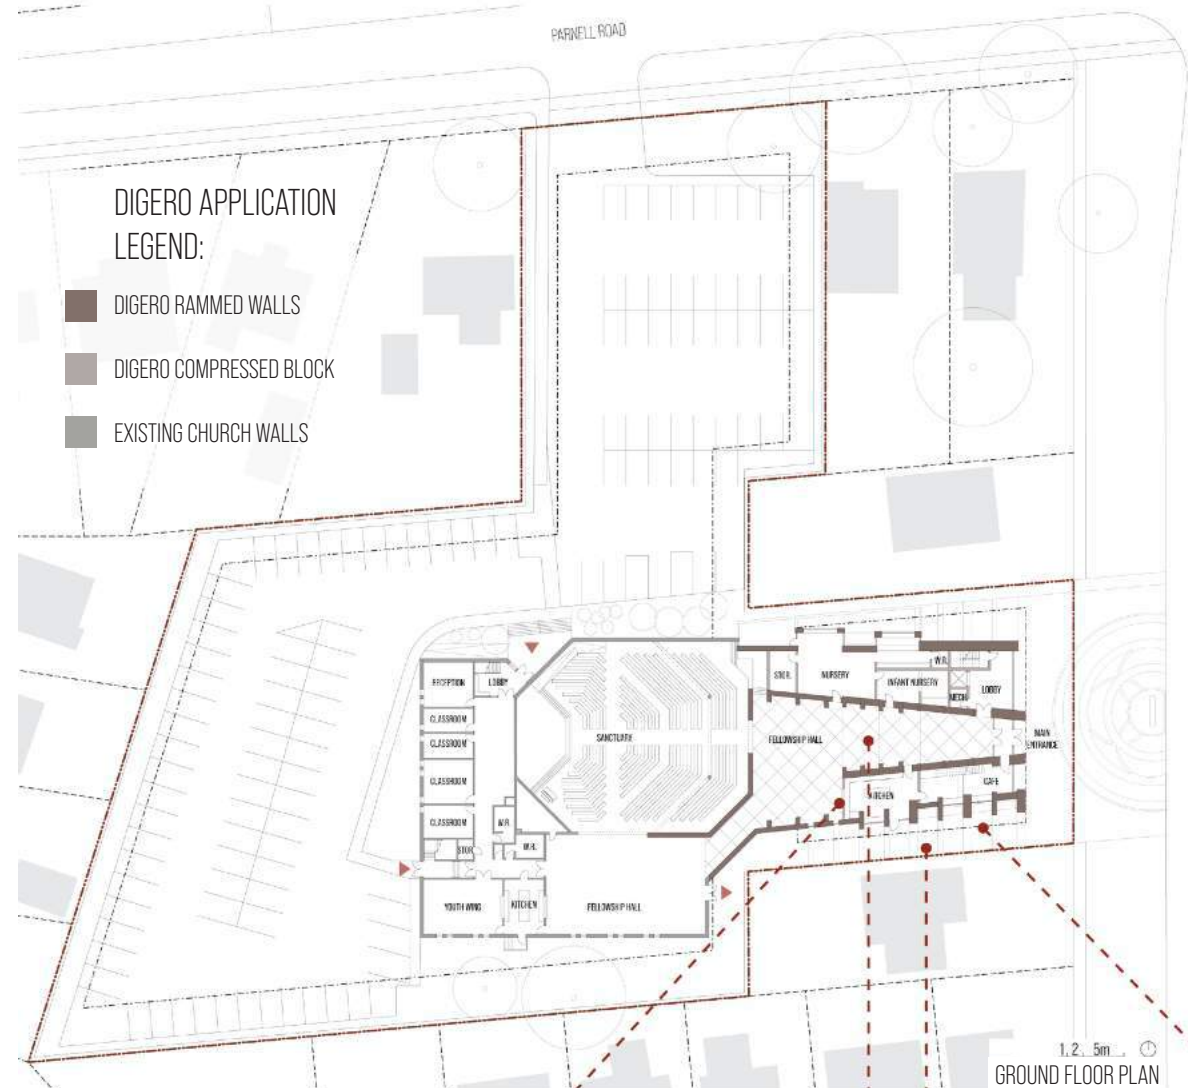 PARNELL ROAD
DIGERO APPLICATION
LEGEND:
DIGERO RAMMED WALLS
DIGERO COMPRESSED BLOCK
EXISTING CHURCH WALLS
RECEPTION
LOBBY
CLASSROOM
CLASSROOM
CLASSROOM
CLASSROOM
W.R.
STOR.
W.R.
YOUTH WING
KITCHEN
FELLOWSHIP HALL
SANCTUARY
STOR.
NURSERY
INFANT NURSERY
W.R.
MECH.
LOBBY
FELLOWSHIP HALL
MAIN
ENTRANCE
KITCHEN
CAFE
1, 2, 5m
GROUND FLOOR PLAN